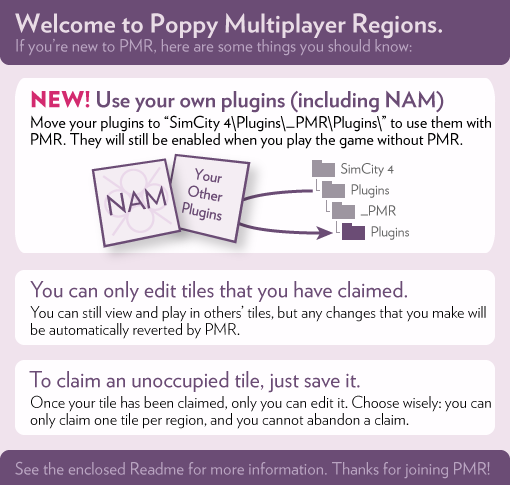 Welcome to Poppy Multiplayer Regions.
If you're new to PMR, here are some things you should know:
NEW! Use your own plugins (including NAM)
Move your plugins to “SimCity 4\Plugins\_PMR\Plugins\” to use them with
PMR. They will still be enabled when you play the game without PMR.
NAM
Your
Other
Plugins
SimCity 4
Plugins
_PMR
Plugins
You can only edit tiles that you have claimed.
You can still view and play in others’ tiles, but any changes that you make will
be automatically reverted by PMR.
To claim an unoccupied tile, just save it.
Once your tile has been claimed, only you can edit it. Choose wisely: you can
only claim one tile per region, and you cannot abandon a claim.
See the enclosed Readme for more information. Thanks for joining PMR!